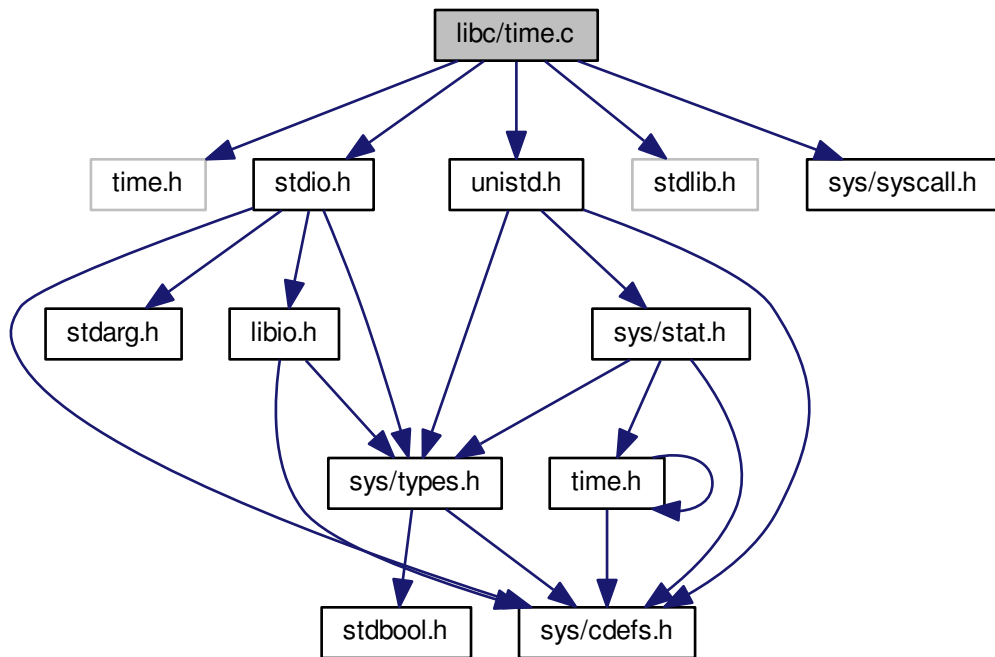 libc/time.c
time.h
stdio.h
unistd.h
stdlib.h
sys/syscall.h
stdarg.h
libio.h
sys/stat.h
sys/types.h
time.h
stdbool.h
sys/cdefs.h